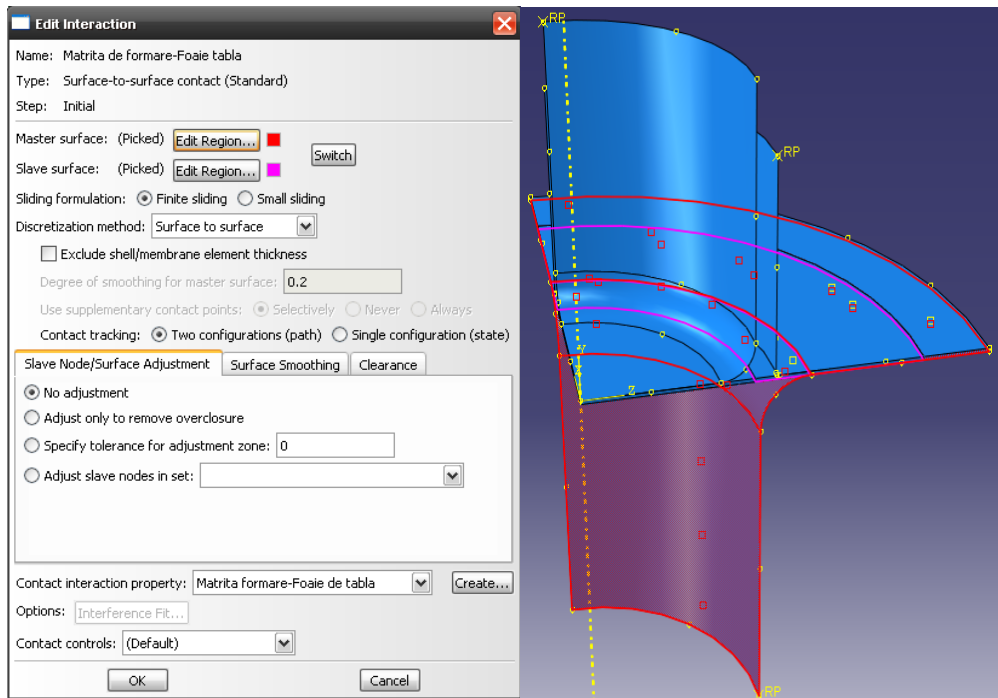 Edit Interaction
Name: Matrita de formare-Foaie tabla
Type: Surface-to-surface contact (Standard)
Step: Initial
Master surface: (Picked) Edit Region...
Switch
Slave surface: (Picked) Edit Region...
Sliding formulation: Finite sliding Small sliding
Discretization method: Surface to surface
Exclude shell/membrane element thickness
Degree of smoothing for master surface: 0.2
Use supplementary contact points: Selectively Never Always
Contact tracking: Two configurations (path) Single configuration (state)
Slave Node/Surface Adjustment Surface Smoothing Clearance
No adjustment
Adjust only to remove overclosure
Specify tolerance for adjustment zone: 0
Adjust slave nodes in set:
Contact interaction property: Matrita formare-Foaie de tabla Create...
Options: Interference Fit...
Contact controls: (Default)
OK Cancel
RP
RP
Y
Z
RP